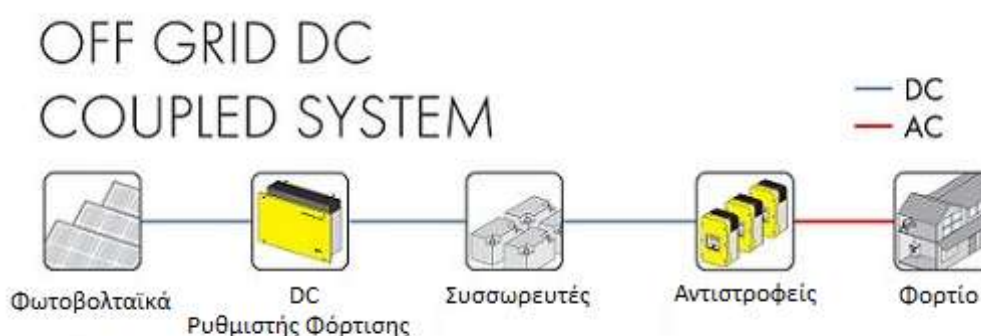 OFF GRID DC
COUPLED SYSTEM
DC
AC
Φωτοβολταϊκά
DC
Ρυθμιστής Φόρτισης
Συσσωρευτές
Αντιστροφείς
Φορτίο